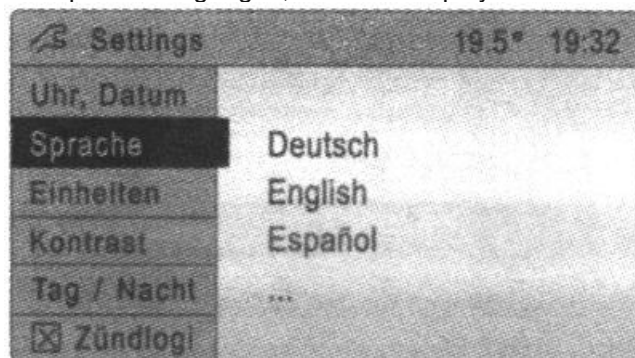 Settings 19.5° 19:32
Uhr, Datum
Sprache Deutsch
Einheiten English
Kontrast Español
Tag / Nacht ...
Zündlogi